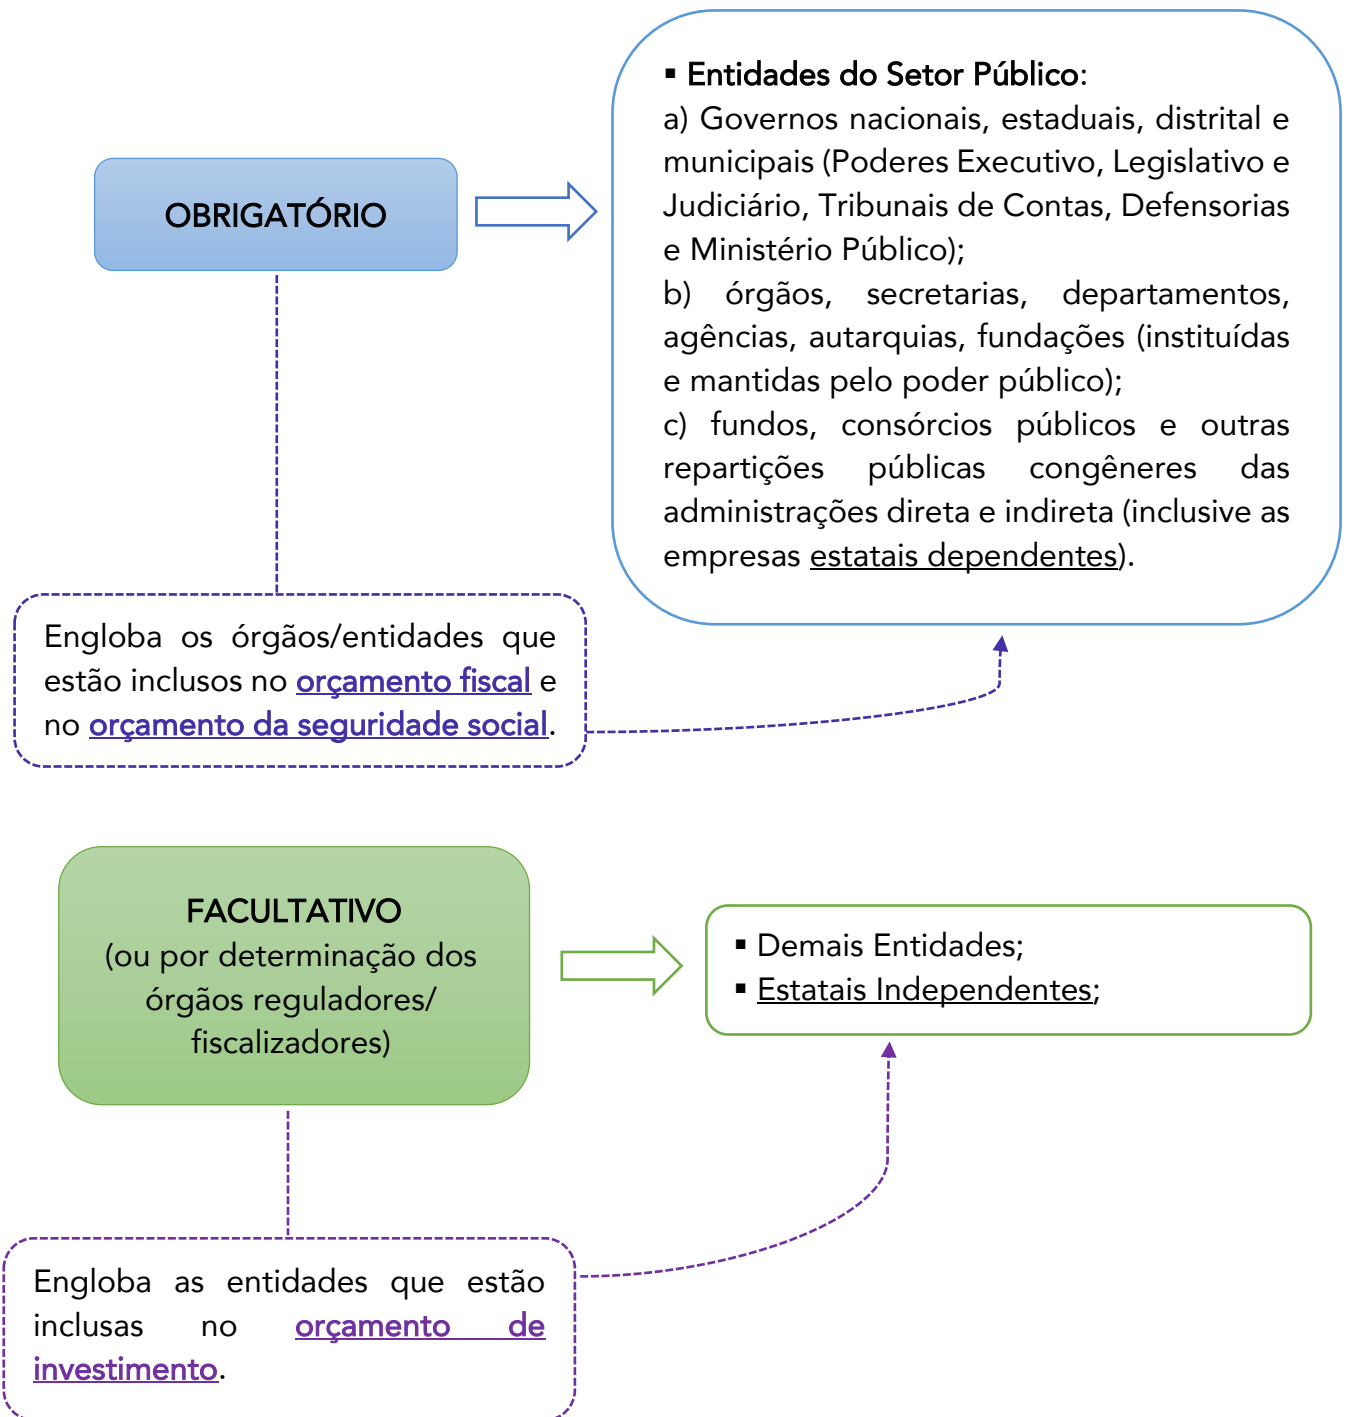 OBRIGATÓRIO
▪ Entidades do Setor Público:
a) Governos nacionais, estaduais, distrital e
municipais (Poderes Executivo, Legislativo e
Judiciário, Tribunais de Contas, Defensorias
e Ministério Público);
b) órgãos, secretarias, departamentos,
agências, autarquias, fundações (instituídas
e mantidas pelo poder público);
c) fundos, consórcios públicos e outras
repartições públicas congêneres das
administrações direta e indireta (inclusive as
empresas estatais dependentes).
Engloba os órgãos/entidades que
estão inclusos no orçamento fiscal e
no orçamento da seguridade social.
FACULTATIVO
(ou por determinação dos
órgãos reguladores/
fiscalizadores)
▪ Demais Entidades;
▪ Estatais Independentes;
Engloba as entidades que estão
inclusas no orçamento de
investimento.